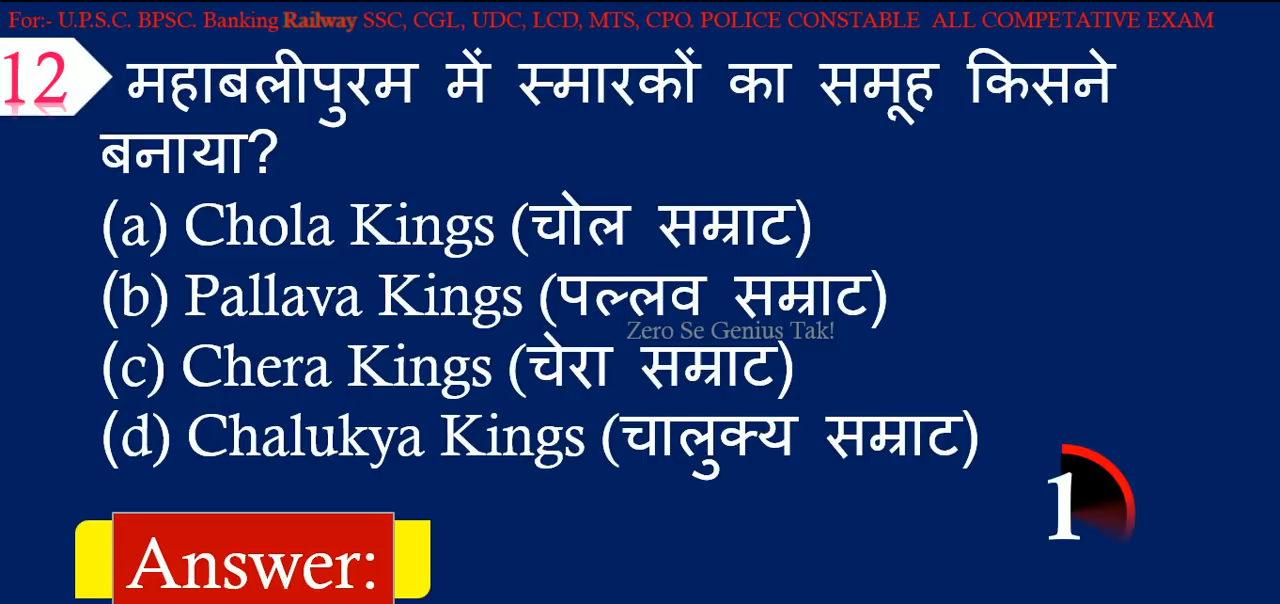 For:- U.P.S.C. BPSC. Banking Railway SSC, CGL, UDC, LCD, MTS, CPO. POLICE CONSTABLE ALL COMPETATIVE EXAM
12 महाबलीपुरम में स्मारकों का समूह किसने
बनाया?
(a) Chola Kings (चोल सम्राट)
(b) Pallava Kings (पल्लव सम्राट)
Zero Se Genius Tak!
(c) Chera Kings (चेरा सम्राट)
(d) Chalukya Kings (चालुक्य सम्राट)
1
Answer: